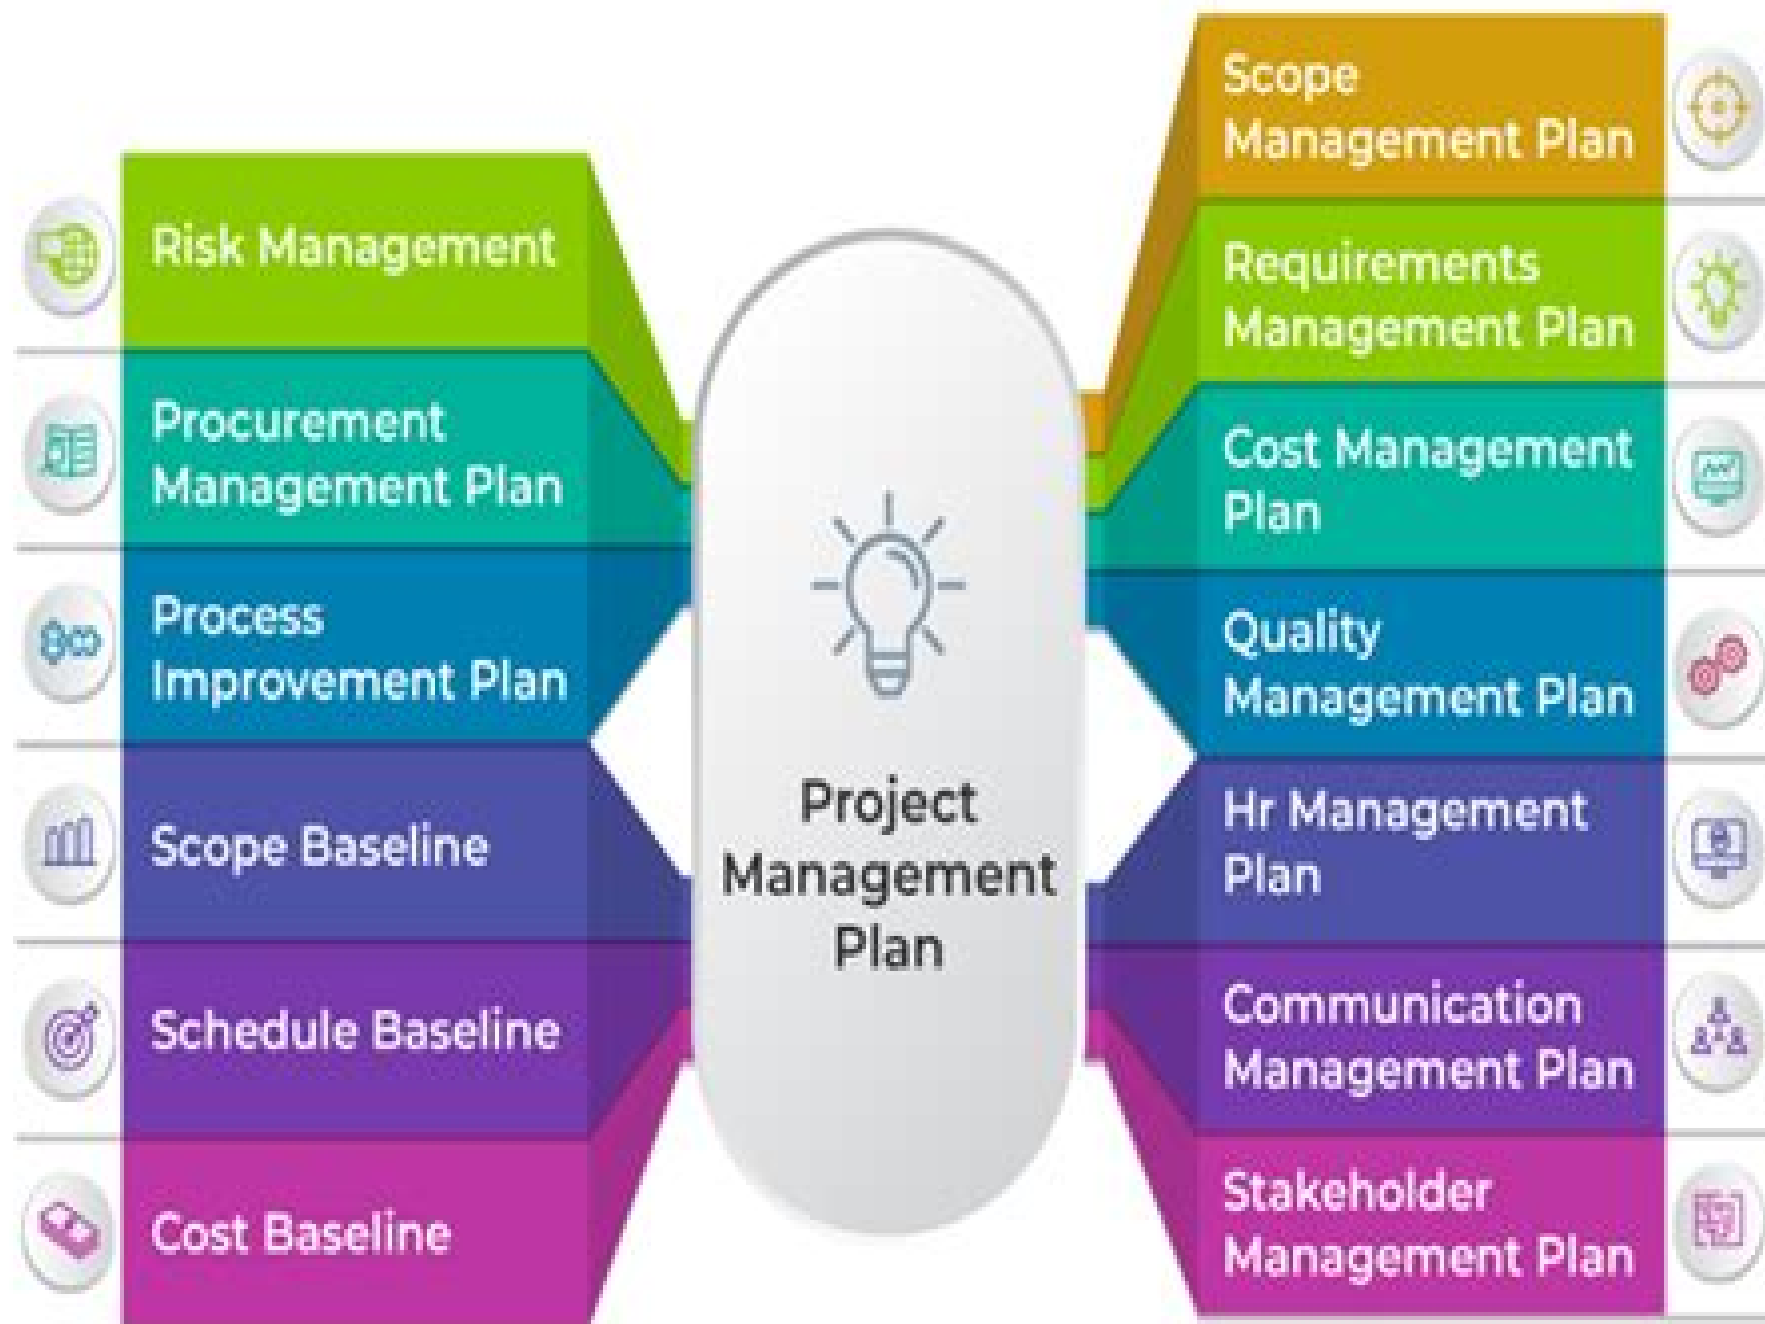 Risk Management
Procurement
Management Plan
Process
Improvement Plan
Scope Baseline
Schedule Baseline
Cost Baseline
Project
Management
Plan
Scope
Management Plan
Requirements
Management Plan
Cost Management
Plan
Quality
Management Plan
Hr Management
Plan
Communication
Management Plan
Stakeholder
Management Plan